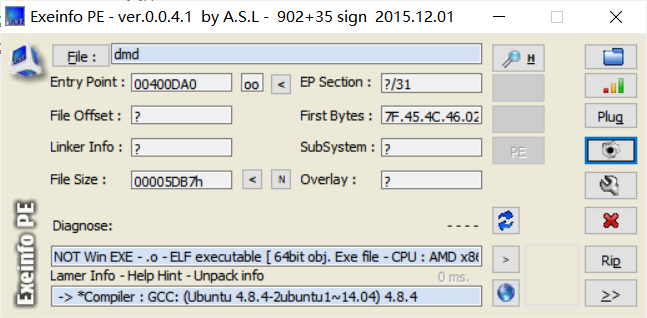 Exeinfo PE - ver.0.0.4.1 by A.S.L - 902+35 sign 2015.12.01
File : dmd H
Entry Point : 00400DA0 oo < EP Section : ?/31
File Offset : ? First Bytes : 7F.45.4C.46.02 Plug
Linker Info : ? SubSystem : ? PE
File Size : 00005DB7h < N Overlay : ?
Diagnose: - - - -
NOT Win EXE - .o - ELF executable [ 64bit obj. Exe file - CPU : AMD x86 > Rip
Lamer Info - Help Hint - Unpack info 0 ms.
-> *Compiler : GCC: (Ubuntu 4.8.4-2ubuntu1~14.04) 4.8.4 >>
Exeinfo PE